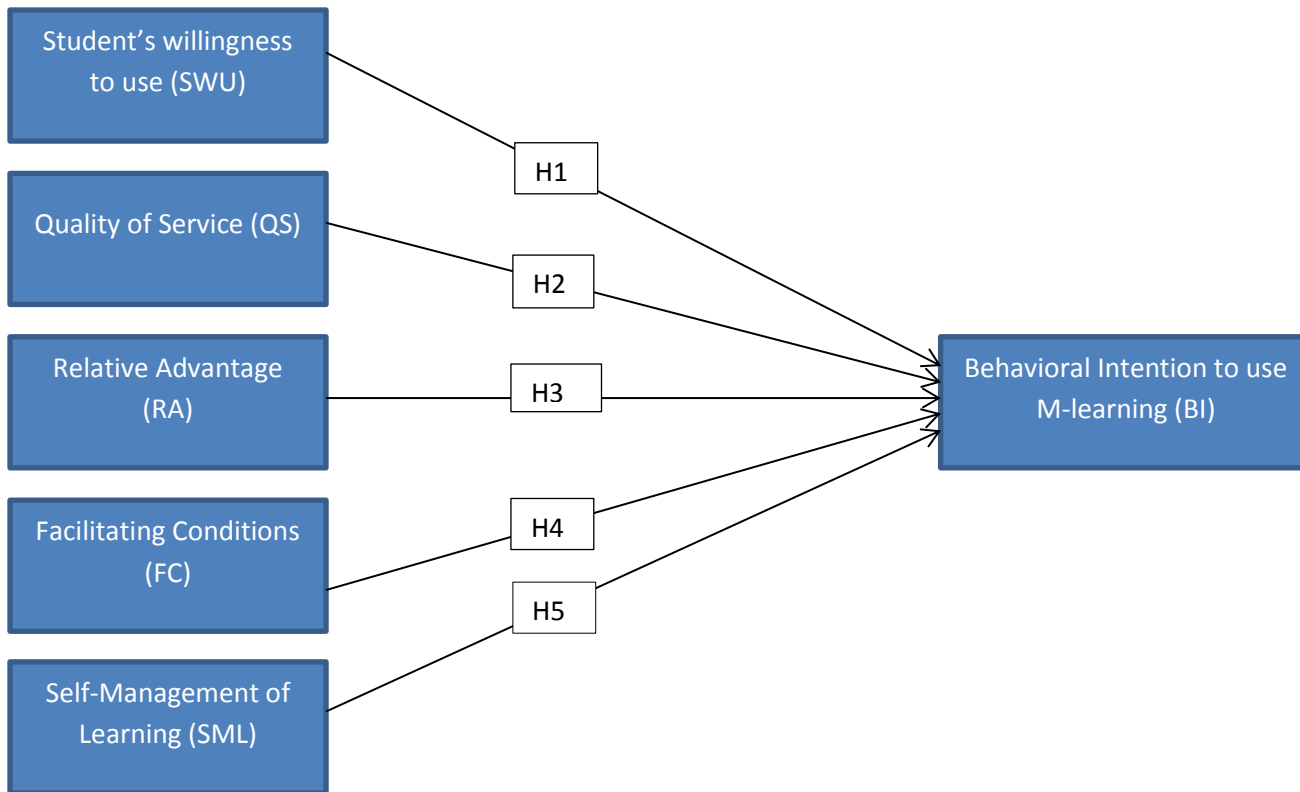 Student’s willingness
to use (SWU)
H1
Quality of Service (QS)
H2
Relative Advantage
(RA)
H3
Behavioral Intention to use
M-learning (BI)
Facilitating Conditions
(FC)
H4
H5
Self-Management of
Learning (SML)